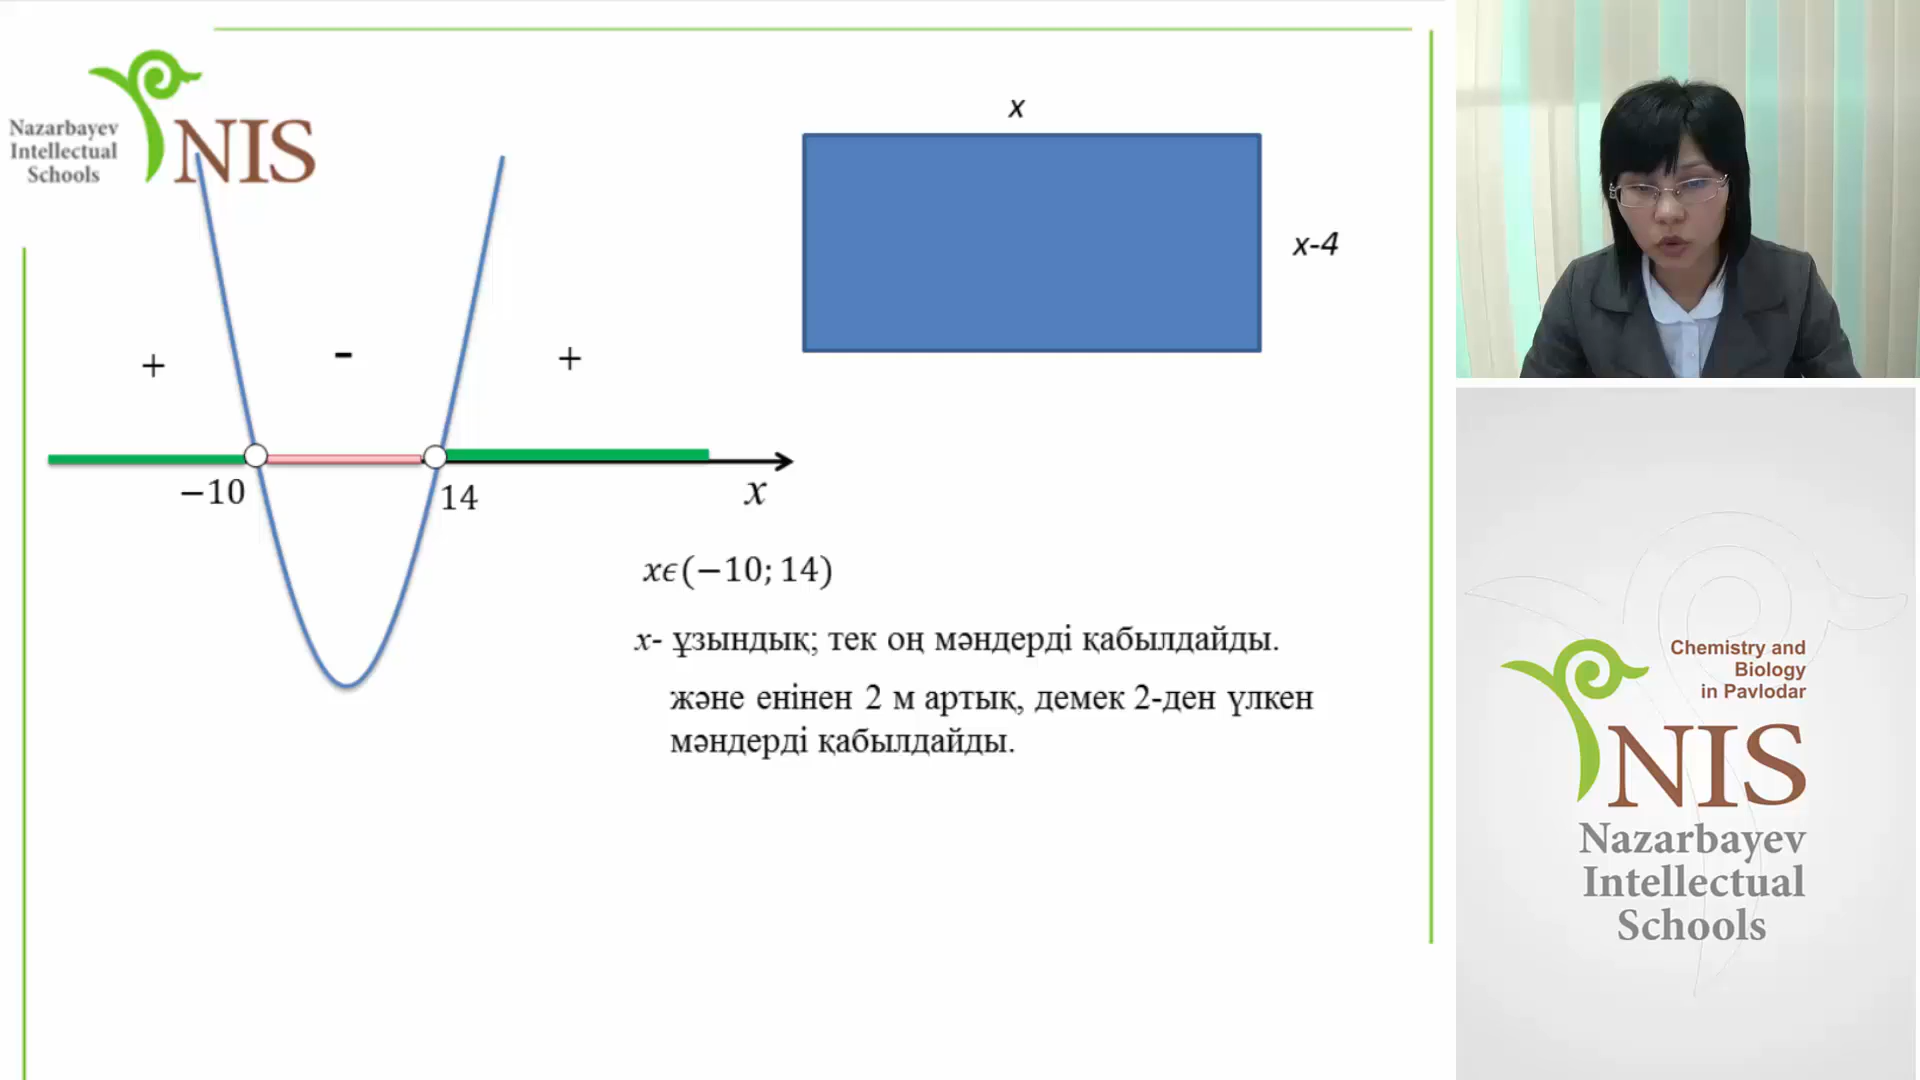 Nazarbayev
Intellectual
Schools
NIS
x
x-4
+
-
+
−10
14
x
xϵ(−10; 14)
x- ұзындық; тек оң мәндерді қабылдайды.
және енінен 2 м артық, демек 2-ден үлкен
мәндерді қабылдайды.
Chemistry and
Biology
in Pavlodar
NIS
Nazarbayev
Intellectual
Schools